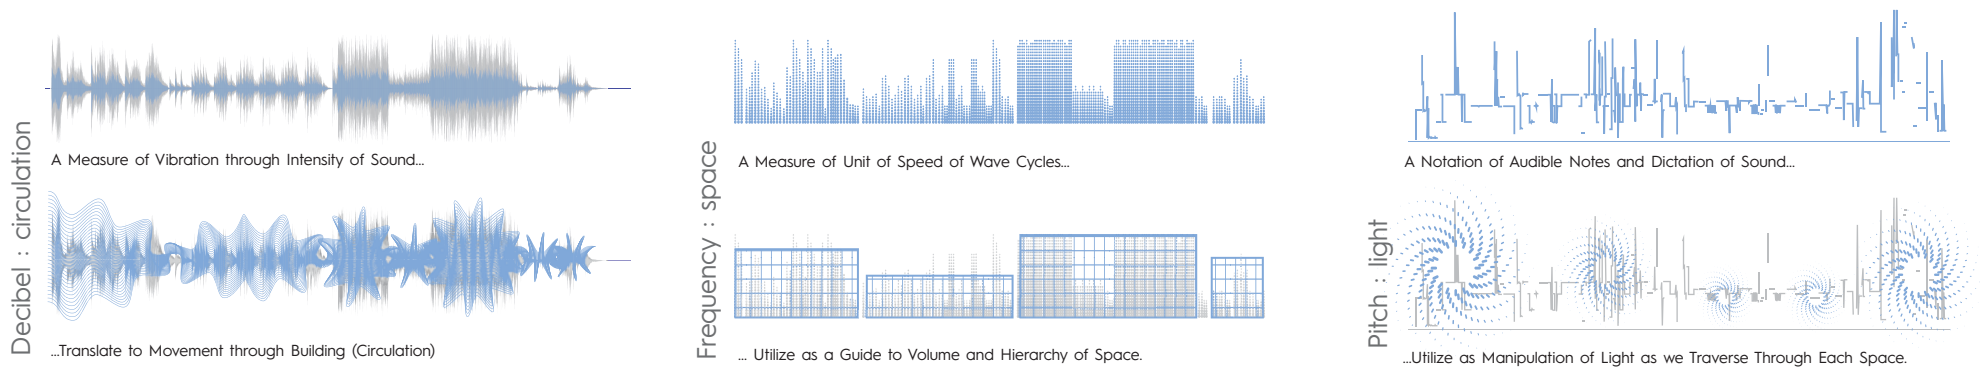 Decibel : circulation
A Measure of Vibration through Intensity of Sound...
...Translate to Movement through Building (Circulation)
Frequency : space
A Measure of Unit of Speed of Wave Cycles...
... Utilize as a Guide to Volume and Hierarchy of Space.
Pitch : light
A Notation of Audible Notes and Dictation of Sound...
...Utilize as Manipulation of Light as we Traverse Through Each Space.